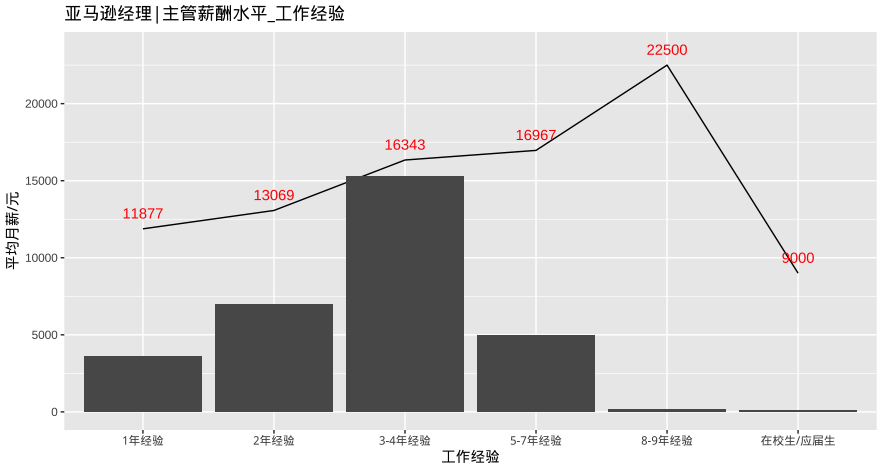 亚马逊经理|主管薪酬水平_工作经验
平均月薪/元
20000
15000
10000
5000
0
11877
13069
16343
16967
22500
9000
1年经验
2年经验
3-4年经验
5-7年经验
8-9年经验
在校生/应届生
工作经验